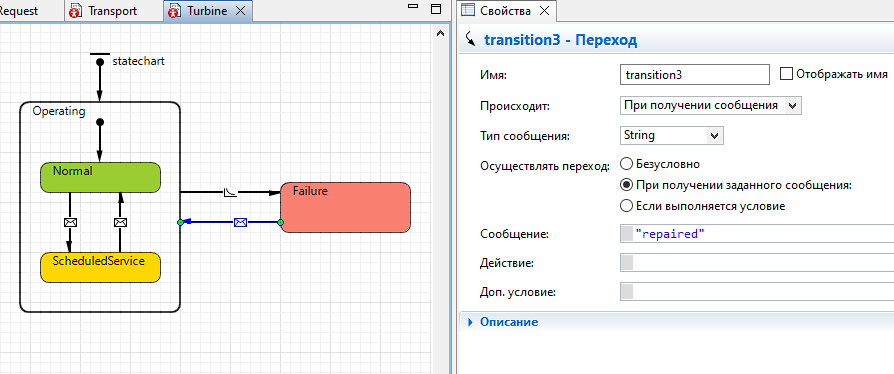 Request
Transport
Turbine
statechart
Operating
Normal
ScheduledService
Failure
Свойства
transition3 - Переход
Имя: transition3 Отображать имя
Происходит: При получении сообщения
Тип сообщения: String
Осуществлять переход: Безусловно
При получении заданного сообщения:
Если выполняется условие
Сообщение: "repaired"
Действие:
Доп. условие:
Описание